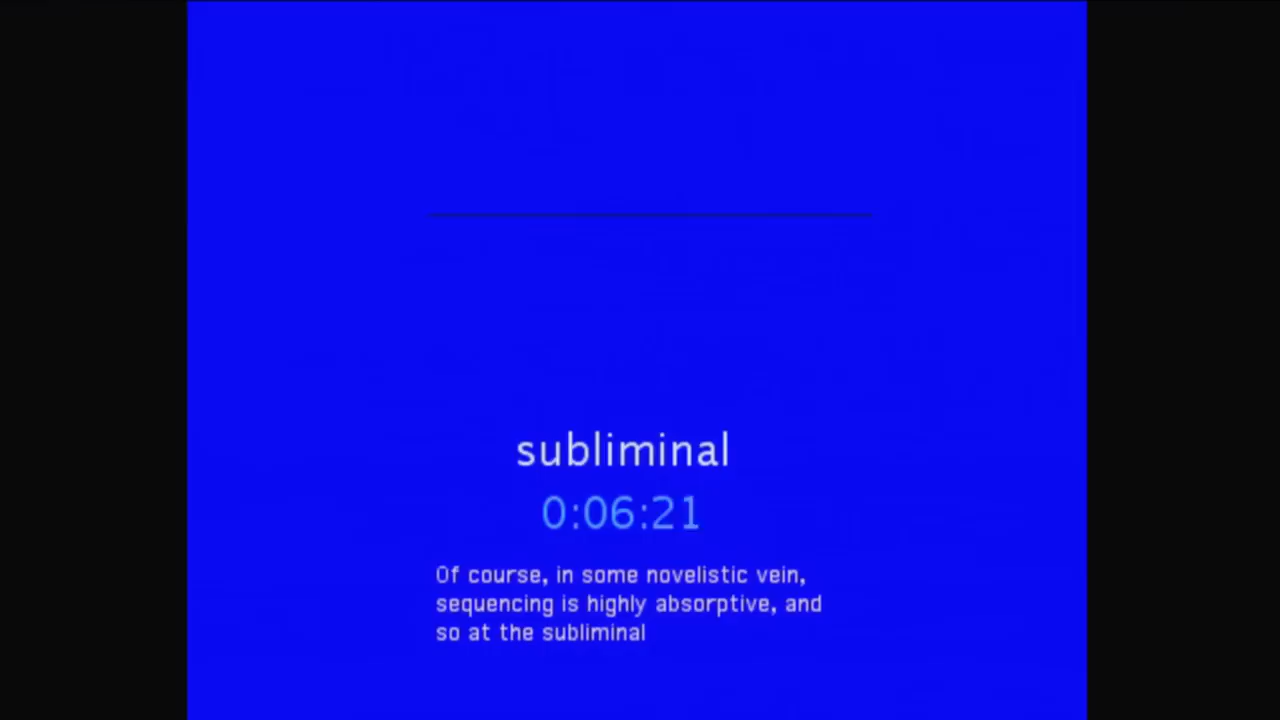 subliminal
0:06:21
Of course, in some novelistic vein,
sequencing is highly absorptive, and
so at the subliminal